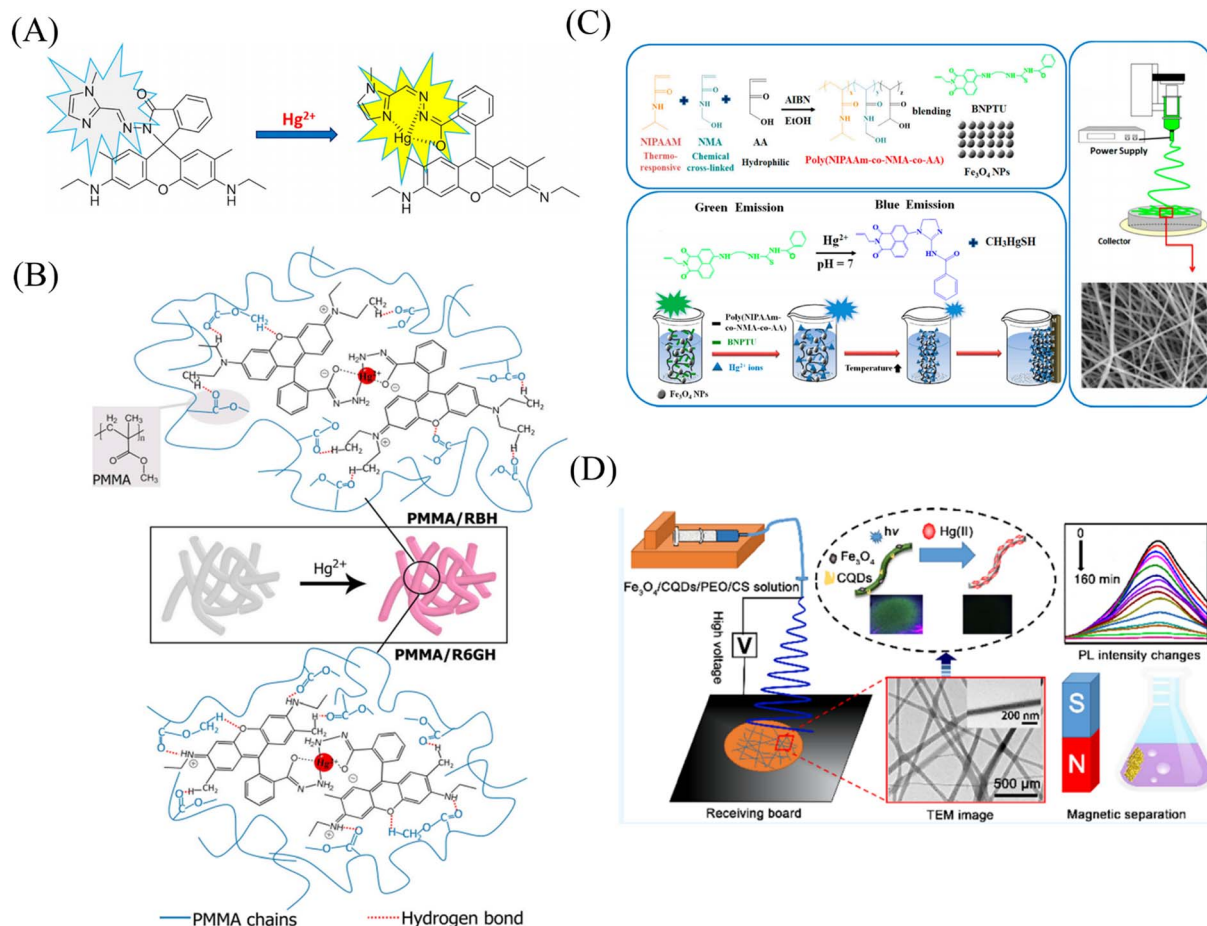 (A)
Hg2+
(B)
PMMA
PMMA/RBH
Hg2+
PMMA/R6GH
PMMA chains
Hydrogen bond
(C)
NIPAAM
Thermo-
responsive
NMA
Chemical
cross-linked
AA
Hydrophilic
AIBN
EtOH
Poly(NIPAAm-co-NMA-co-AA)
blending
BNPTU
Fe3O4 NPs
Power Supply
Collector
Green Emission
Blue Emission
Hg2+
pH = 7
CH3HgSH
Poly(NIPAAm-
co-NMA-co-AA)
BNPTU
Hg2+ ions
Fe3O4 NPs
Temperature
(D)
Fe3O4/CQDs/PEO/CS solution
High voltage
V
Receiving board
hν
Hg(II)
Fe3O4
CQDs
200 nm
500 μm
TEM image
0
160 min
PL intensity changes
S
N
Magnetic separation